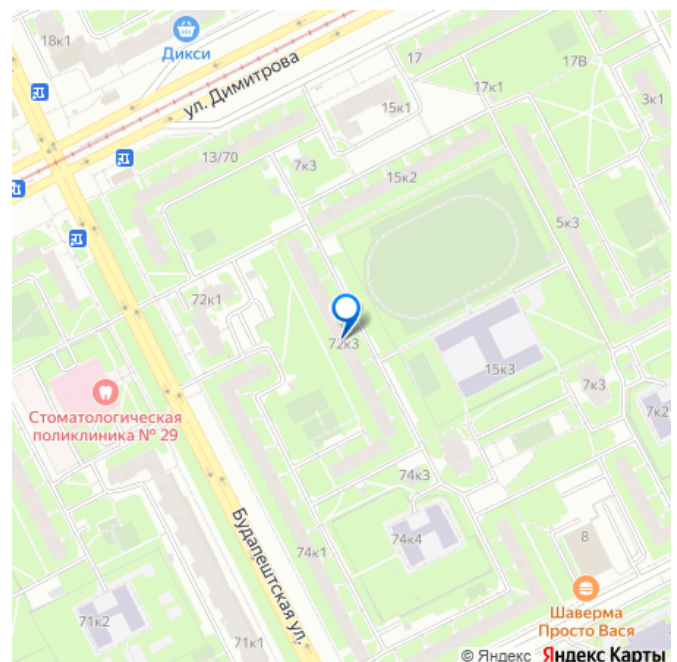 18к1
Дикси
17
17В
ул. Димитрова
17к1
3к1
15к1
13/70
7к3
15к2
5к3
72к1
72к3
15к3
7к3
7к2
Стоматологическая
поликлиника № 29
74к3
Будапештская ул.
74к1
74к4
8
Шаверма
Просто Вася
71к2
71к1
© Яндекс Яндекс Карты